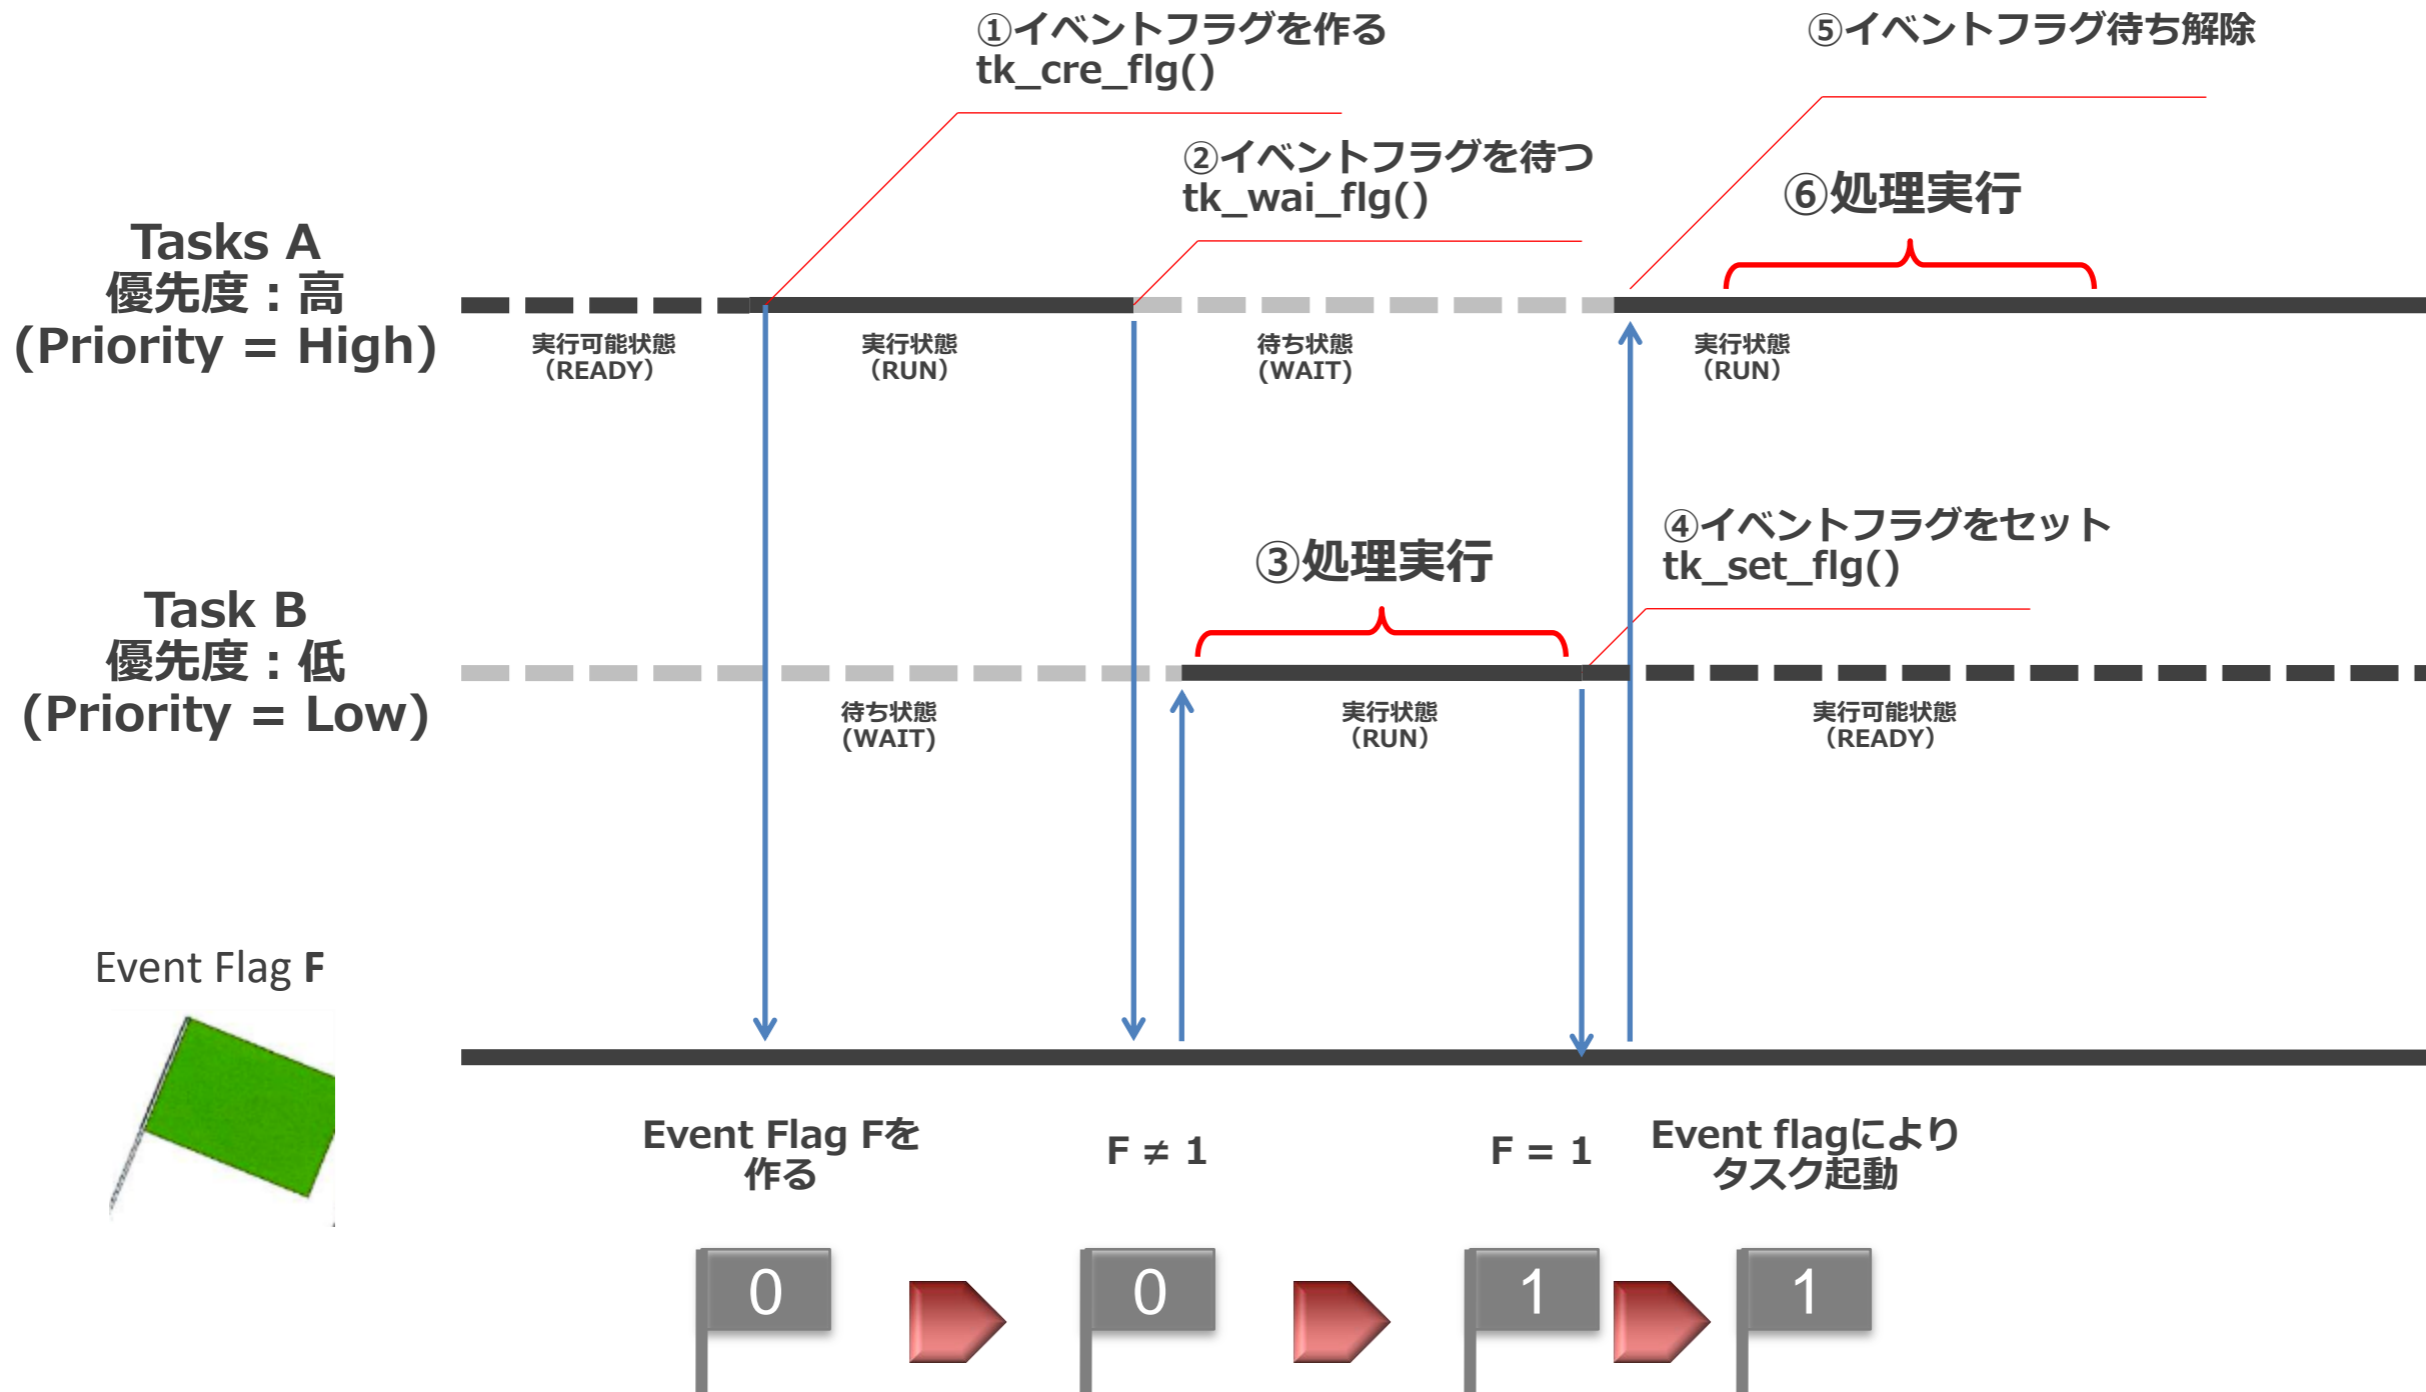 ①イベントフラグを作る
tk_cre_flg()
⑤イベントフラグ待ち解除
②イベントフラグを待つ
tk_wai_flg()
⑥処理実行
Tasks A
優先度：高
(Priority = High)
実行可能状態
（READY）
実行状態
（RUN）
待ち状態
(WAIT)
実行状態
（RUN）
④イベントフラグをセット
tk_set_flg()
③処理実行
Task B
優先度：低
(Priority = Low)
待ち状態
(WAIT)
実行状態
（RUN）
実行可能状態
（READY）
Event Flag F
Event Flag Fを
作る
F ≠ 1
F = 1
Event flagにより
タスク起動
0
0
1
1